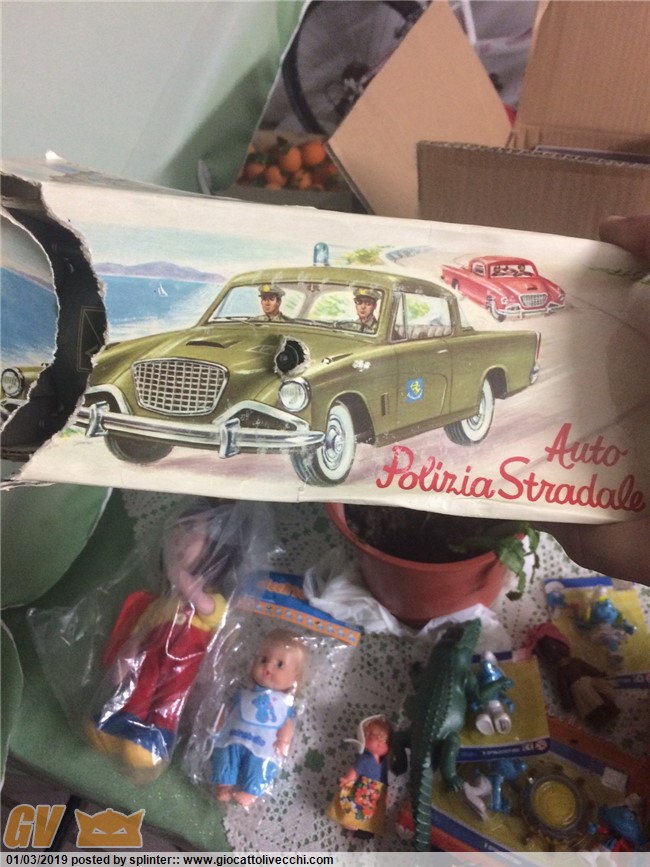 Auto
Polizia Stradale
GV
01/03/2019 posted by splinter:: www.giocattolivecchi.com